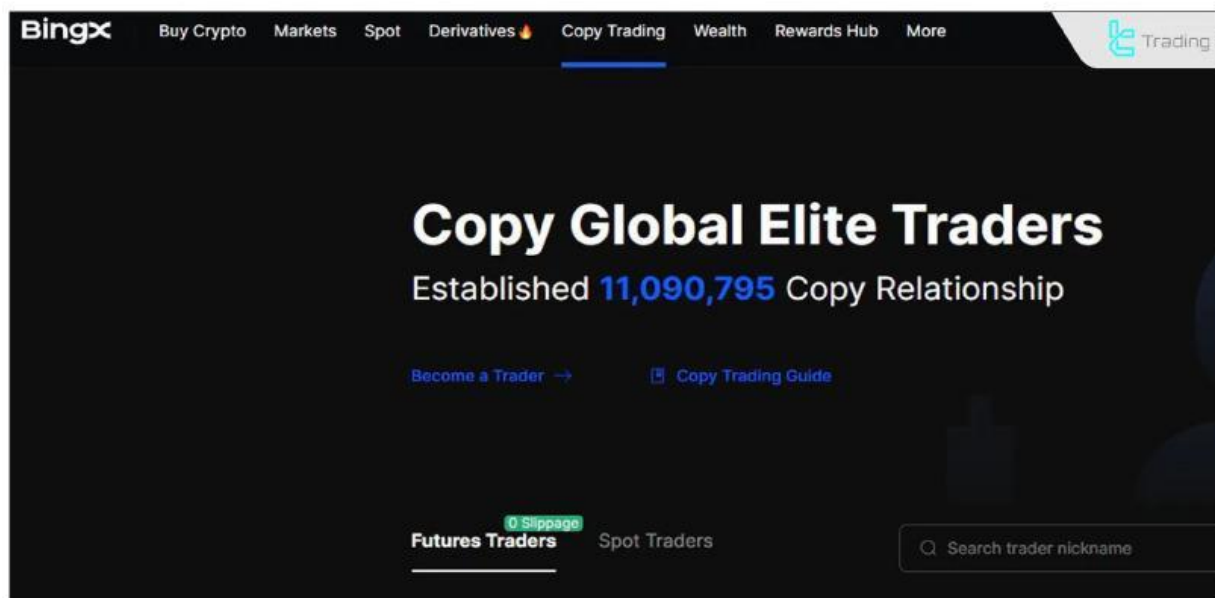 BingX Buy Crypto Markets Spot Derivatives Copy Trading Wealth Rewards Hub More Trading
Copy Global Elite Traders
Established 11,090,795 Copy Relationship
Become a Trader → Copy Trading Guide
0 Slippage
Futures Traders Spot Traders Search trader nickname